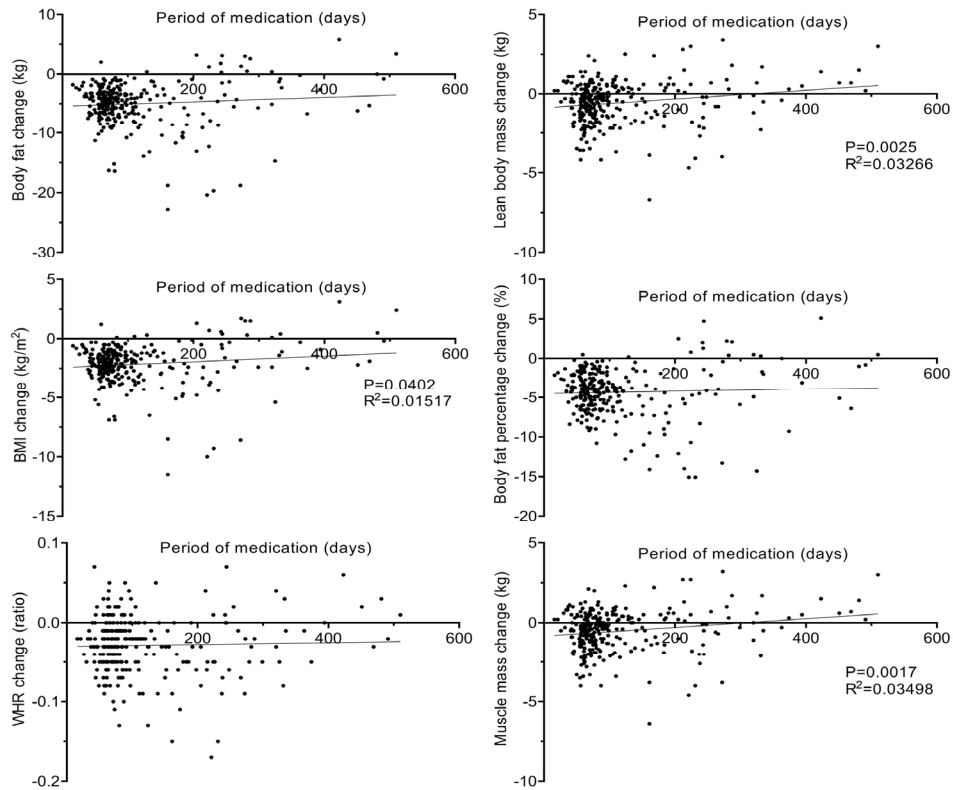 10
Period of medication (days)
0
200
400
600
-10
-20
-30
Body fat change (kg)
5
Period of medication (days)
0
200
400
600
-5
-10
Lean body mass change (kg)
P=0.0025
R²=0.03266
5
Period of medication (days)
0
200
400
600
-5
-10
-15
BMI change (kg/m²)
P=0.0402
R²=0.01517
10
Period of medication (days)
5
0
200
400
600
-5
-10
-15
-20
Body fat percentage change (%)
0.1
Period of medication (days)
0.0
200
400
600
-0.1
-0.2
WHR change (ratio)
5
Period of medication (days)
0
200
400
600
-5
-10
Muscle mass change (kg)
P=0.0017
R²=0.03498